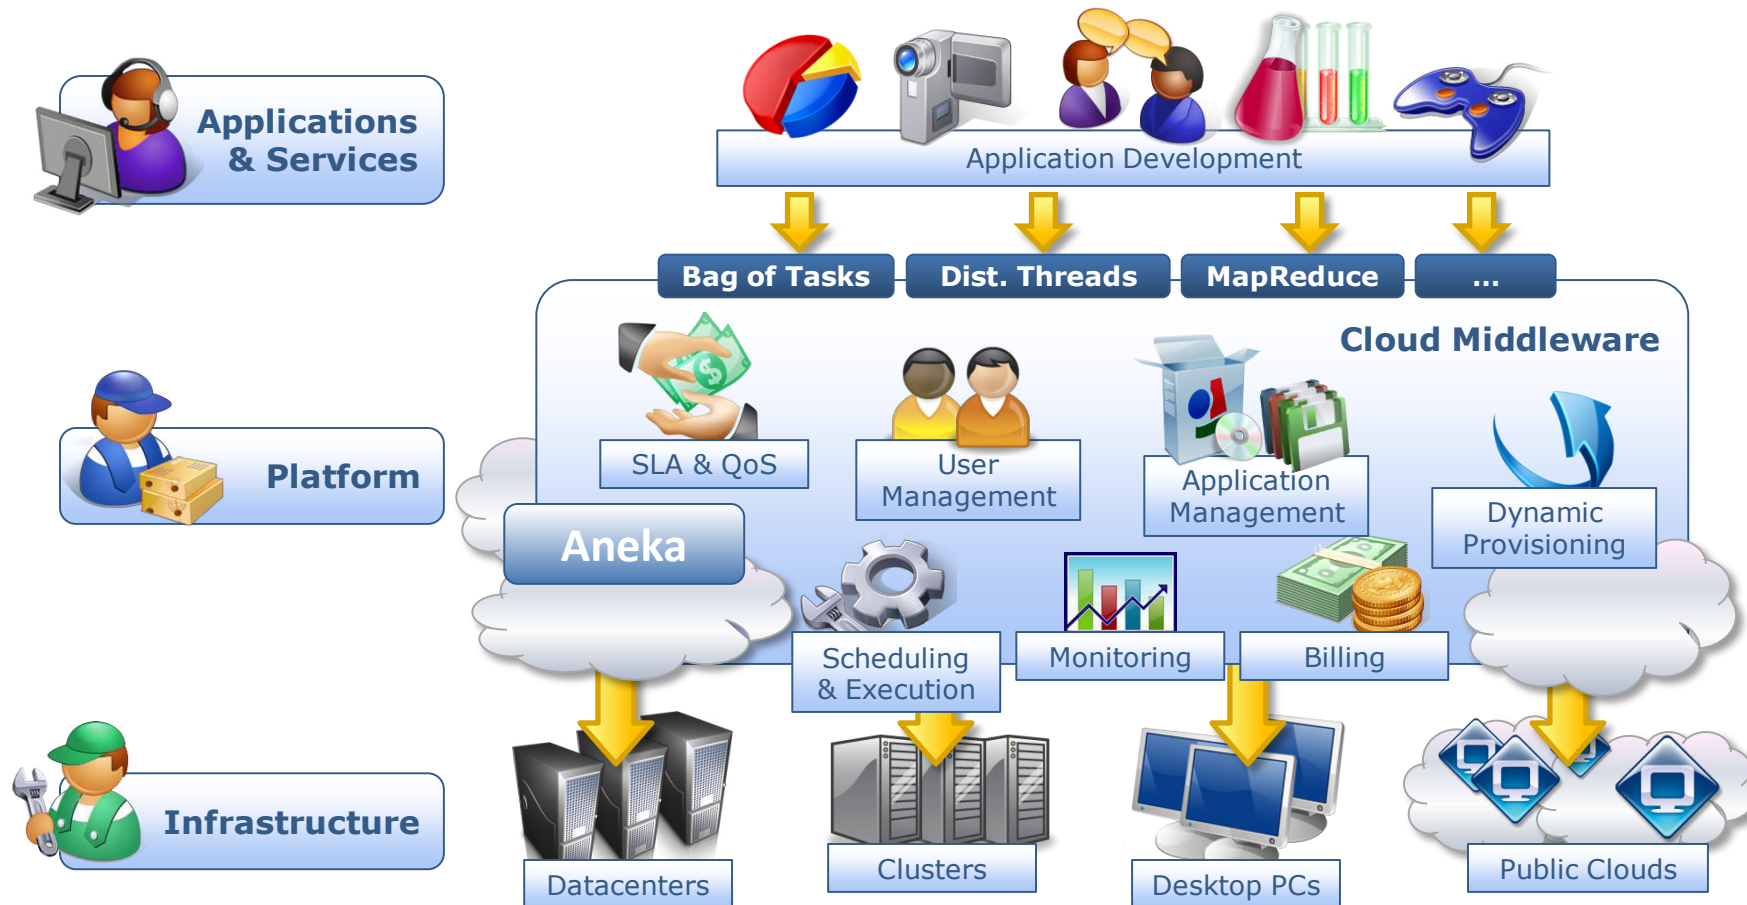 Applications
& Services
Application Development
Bag of Tasks
Dist. Threads
MapReduce
...
Cloud Middleware
Platform
SLA & QoS
User
Management
Application
Management
Dynamic
Provisioning
Aneka
Scheduling
& Execution
Monitoring
Billing
Infrastructure
Datacenters
Clusters
Desktop PCs
Public Clouds